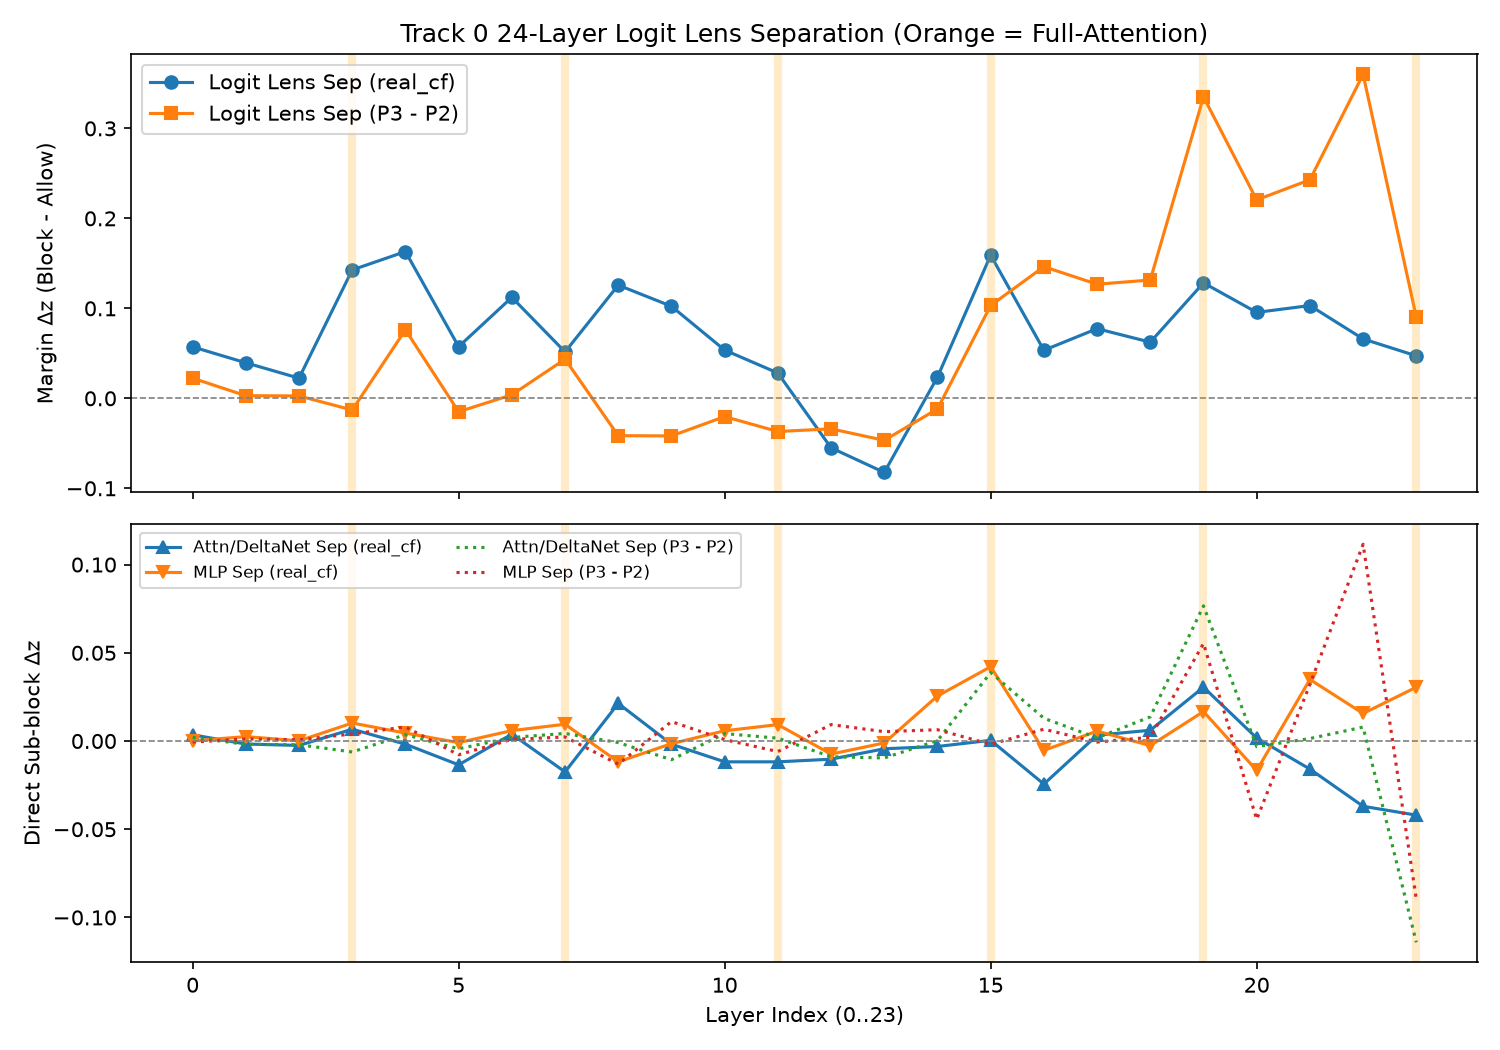 Track 0 24-Layer Logit Lens Separation (Orange = Full-Attention)
Logit Lens Sep (real_cf)
Logit Lens Sep (P3 - P2)
Margin Δz (Block - Allow)
0.3
0.2
0.1
0.0
−0.1
Attn/DeltaNet Sep (real_cf)
MLP Sep (real_cf)
Attn/DeltaNet Sep (P3 - P2)
MLP Sep (P3 - P2)
Direct Sub-block Δz
0.10
0.05
0.00
−0.05
−0.10
0 5 10 15 20
Layer Index (0..23)